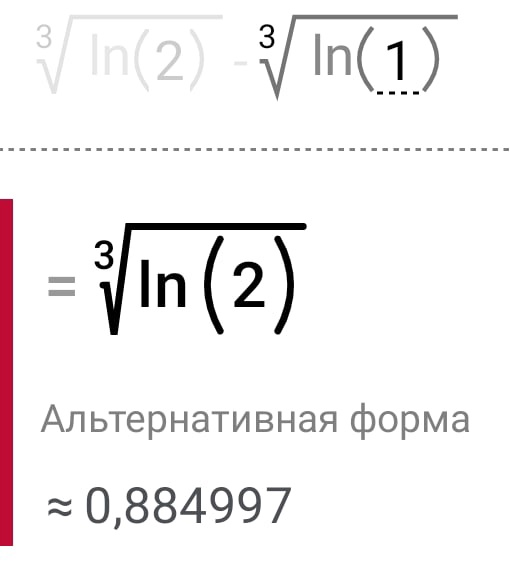 ∛ln(2) - ∛ln(1)
= ∛ln(2)
Альтернативная форма
≈ 0,884997